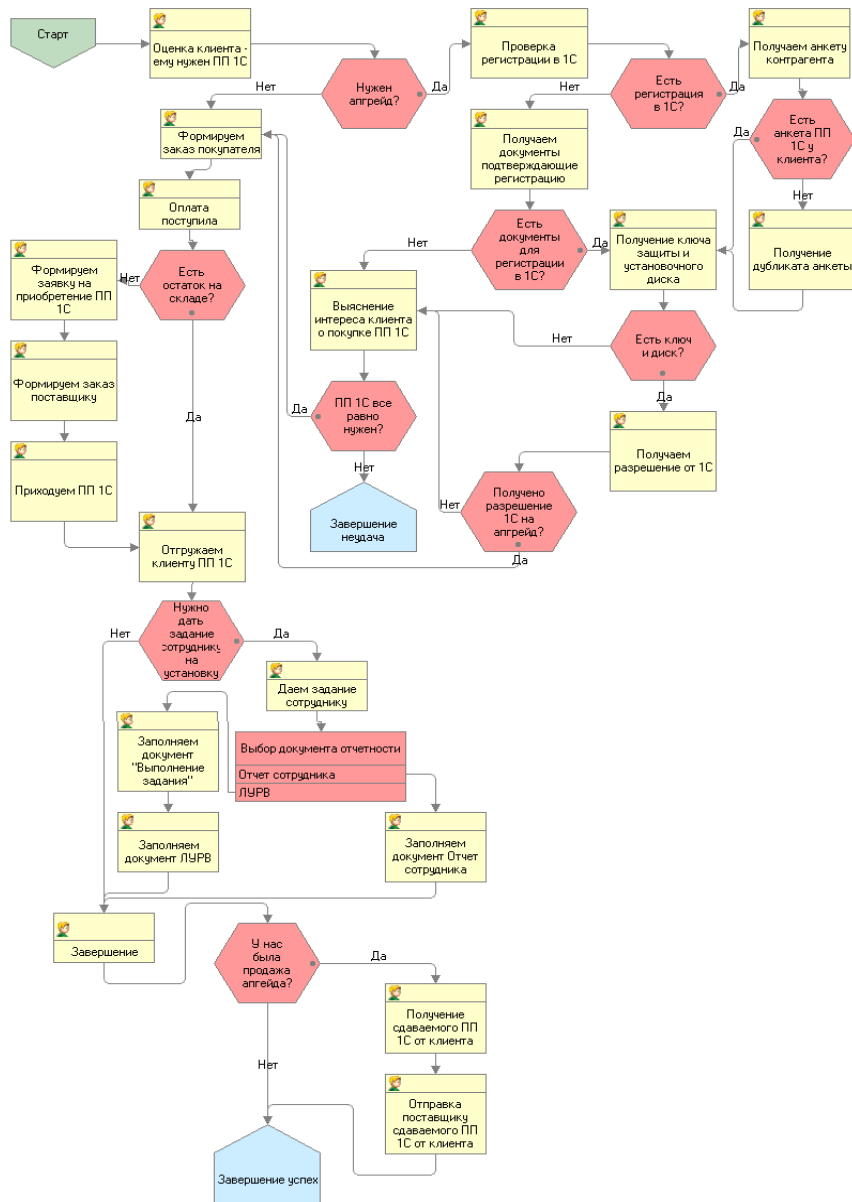 Старт
Оценка клиента -
ему нужен ПП 1С
Нужен
апгрейд?
Да
Нет
Проверка
регистрации в 1С
Есть
регистрация
в 1С?
Да
Нет
Получаем анкету
контрагента
Есть
анкета ПП
1С у
клиента?
Да
Нет
Формируем
заказ покупателя
Получаем
документы
подтверждающие
регистрацию
Оплата
поступила
Есть
документы
для
регистрации
в 1С?
Нет
Да
Получение ключа
защиты и
установочного
диска
Получение
дубликата анкеты
Формируем
заявку на
приобретение ПП
1С
Нет
Есть
остаток на
складе?
Да
Выяснение
интереса клиента
о покупке ПП 1С
Нет
Есть ключ
и диск?
Да
Формируем заказ
поставщику
Да
ПП 1С все
равно
нужен?
Нет
Получаем
разрешение от 1С
Приходуем ПП 1С
Завершение
неудача
Нет
Получено
разрешение
1С на
апгрейд?
Да
Отгружаем
клиенту ПП 1С
Нет
Нужно
дать
задание
сотруднику
на
установку
Да
Даем задание
сотруднику
Заполняем
документ
"Выполнение
задания"
Выбор документа отчетности
Отчет сотрудника
ЛУРВ
Заполняем
документ ЛУРВ
Заполняем
документ Отчет
сотрудника
Завершение
У нас
была
продажа
апгейда?
Да
Нет
Получение
сдаваемого ПП
1С от клиента
Отправка
поставщику
сдаваемого ПП
1С от клиента
Завершение успех